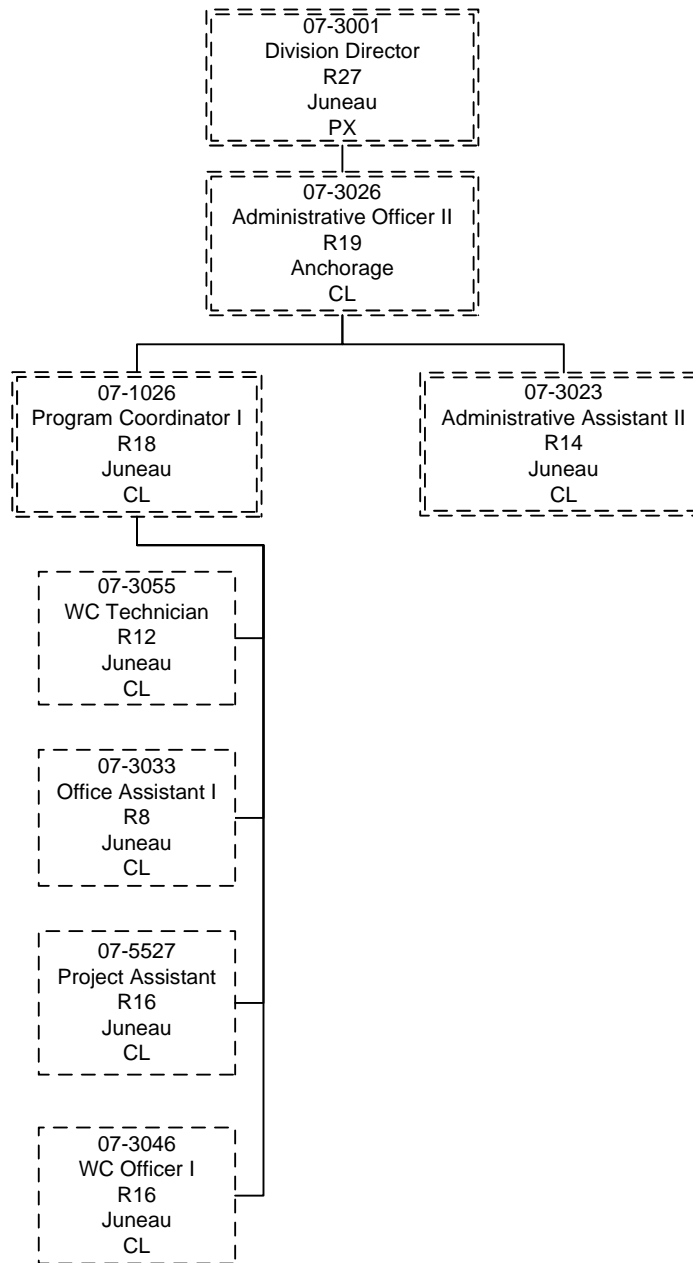 07-3001
Division Director
R27
Juneau
PX
07-3026
Administrative Officer II
R19
Anchorage
CL
07-1026
Program Coordinator I
R18
Juneau
CL
07-3023
Administrative Assistant II
R14
Juneau
CL
07-3055
WC Technician
R12
Juneau
CL
07-3033
Office Assistant I
R8
Juneau
CL
07-5527
Project Assistant
R16
Juneau
CL
07-3046
WC Officer I
R16
Juneau
CL